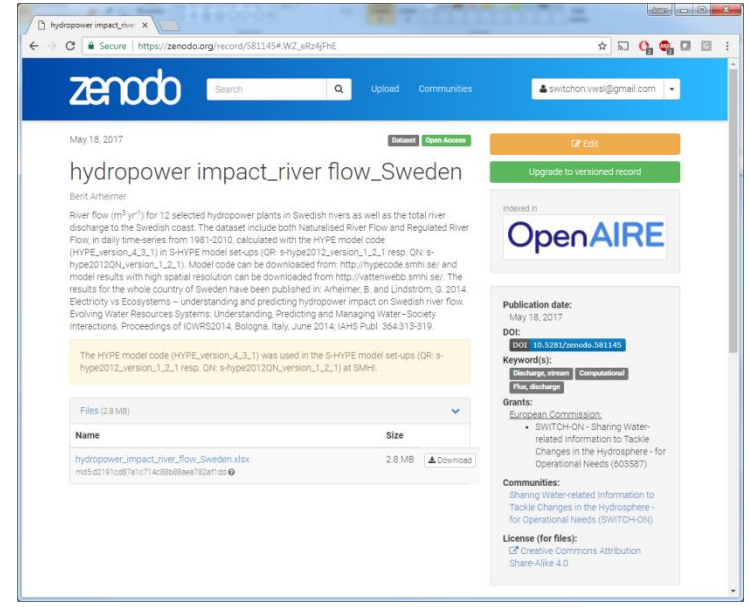 hydropower impact_rive
Secure | https://zenodo.org/record/581145#.WZ_eRz4jFhE
zenodo
Search
Upload
Communities
switchon.vwsl@gmail.com
May 18, 2017
Dataset
Open Access
hydropower impact_river flow_Sweden
Berit Arheimer
River flow (m³ yr⁻¹) for 12 selected hydropower plants in Swedish rivers as well as the total river
discharge to the Swedish coast. The dataset include both Naturalised River Flow and Regulated River
Flow, in daily time-series from 1981-2010, calculated with the HYPE model code
(HYPE_version_4_3_1) in S-HYPE model set-ups (QR: s-hype2012_version_1_2_1 resp. QN: s-
hype2012QN_version_1_2_1). Model code can be downloaded from: http://hypecode.smhi.se/ and
model results with high spatial resolution can be downloaded from http://vattenwebb.smhi.se/. The
results for the whole country of Sweden have been published in: Arheimer, B. and Lindström, G. 2014.
Electricity vs Ecosystems – understanding and predicting hydropower impact on Swedish river flow.
Evolving Water Resources Systems: Understanding, Predicting and Managing Water–Society
Interactions. Proceedings of ICWRS2014, Bologna, Italy, June 2014; IAHS Publ. 364:313-319.
The HYPE model code (HYPE_version_4_3_1) was used in the S-HYPE model set-ups (QR: s-
hype2012_version_1_2_1 resp. QN: s-hype2012QN_version_1_2_1) at SMHI.
Files (2.8 MB)
Name
Size
hydropower_impact_river_flow_Sweden.xlsx
2.8 MB
Download
md5:d2191cd87a1c714c88b88aea782af1dd
Edit
Upgrade to versioned record
Indexed in
OpenAIRE
Publication date:
May 18, 2017
DOI:
DOI 10.5281/zenodo.581145
Keyword(s):
Discharge, stream
Computational
Flux, discharge
Grants:
European Commission:
SWITCH-ON - Sharing Water-
related Information to Tackle
Changes in the Hydrosphere - for
Operational Needs (603587)
Communities:
Sharing Water-related Information to
Tackle Changes in the Hydrosphere -
for Operational Needs (SWITCH-ON)
License (for files):
Creative Commons Attribution
Share-Alike 4.0